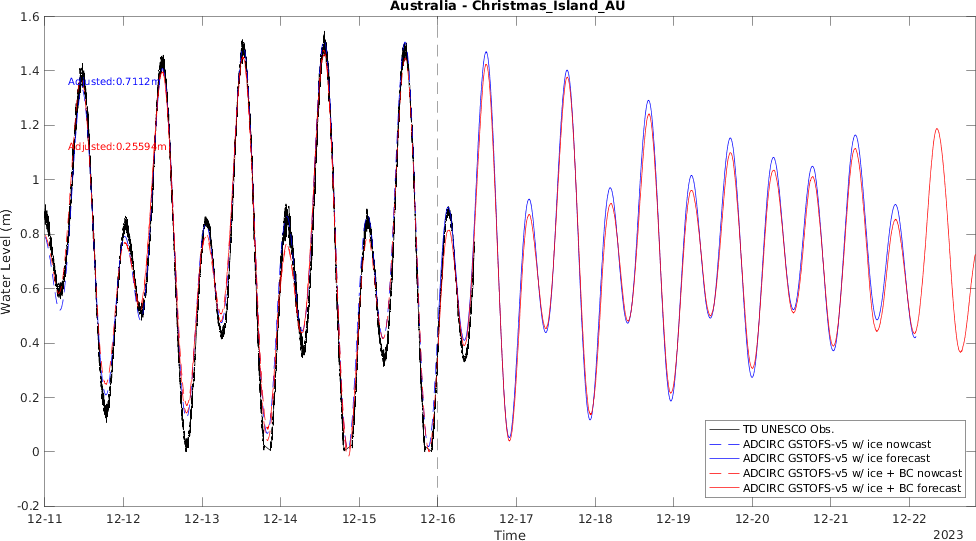 Australia - Christmas_Island_AU
1.6
1.4
1.2
1
0.8
0.6
0.4
0.2
0
-0.2
Water Level (m)
Adjusted:0.7112m
Adjusted:0.25594m
TD UNESCO Obs.
ADCIRC GSTOFS-v5 w/ ice nowcast
ADCIRC GSTOFS-v5 w/ ice forecast
ADCIRC GSTOFS-v5 w/ ice + BC nowcast
ADCIRC GSTOFS-v5 w/ ice + BC forecast
12-11 12-12 12-13 12-14 12-15 12-16 12-17 12-18 12-19 12-20 12-21 12-22
Time
2023